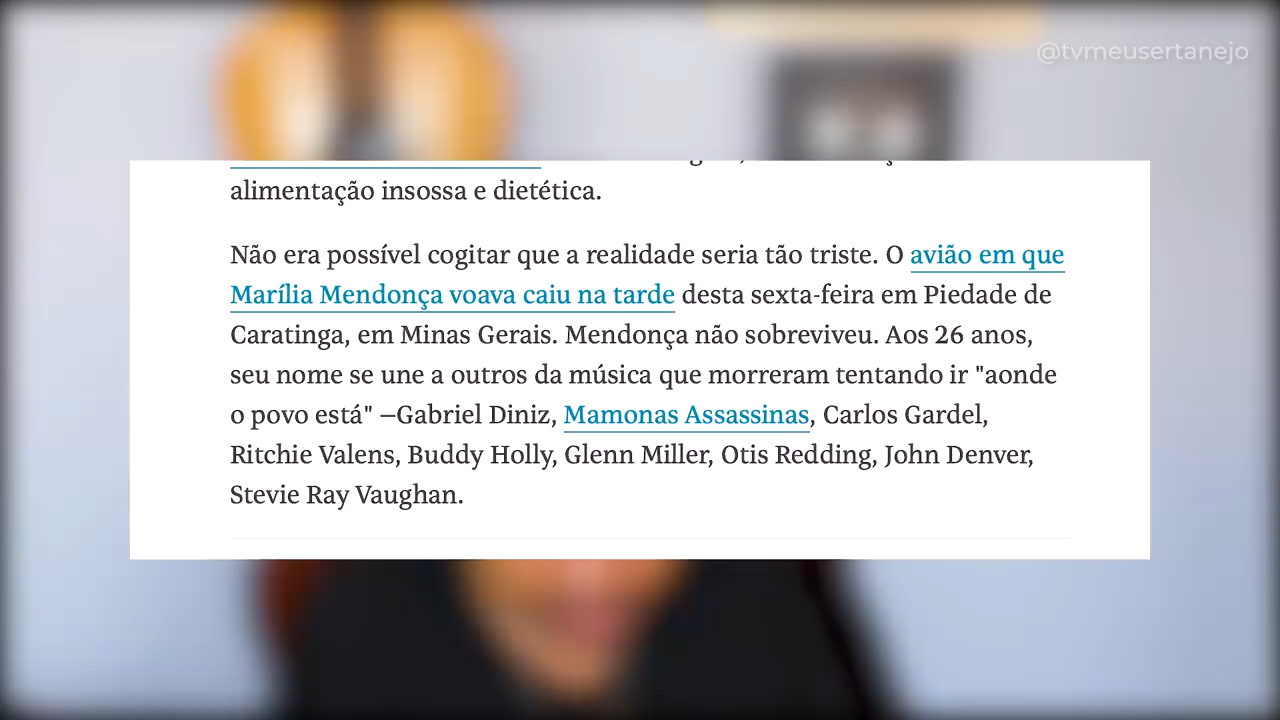 @tvmeusertanejo
alimentação insossa e dietética.
Não era possível cogitar que a realidade seria tão triste. O avião em que
Marília Mendonça voava caiu na tarde desta sexta-feira em Piedade de
Caratinga, em Minas Gerais. Mendonça não sobreviveu. Aos 26 anos,
seu nome se une a outros da música que morreram tentando ir "aonde
o povo está" —Gabriel Diniz, Mamonas Assassinas, Carlos Gardel,
Ritchie Valens, Buddy Holly, Glenn Miller, Otis Redding, John Denver,
Stevie Ray Vaughan.